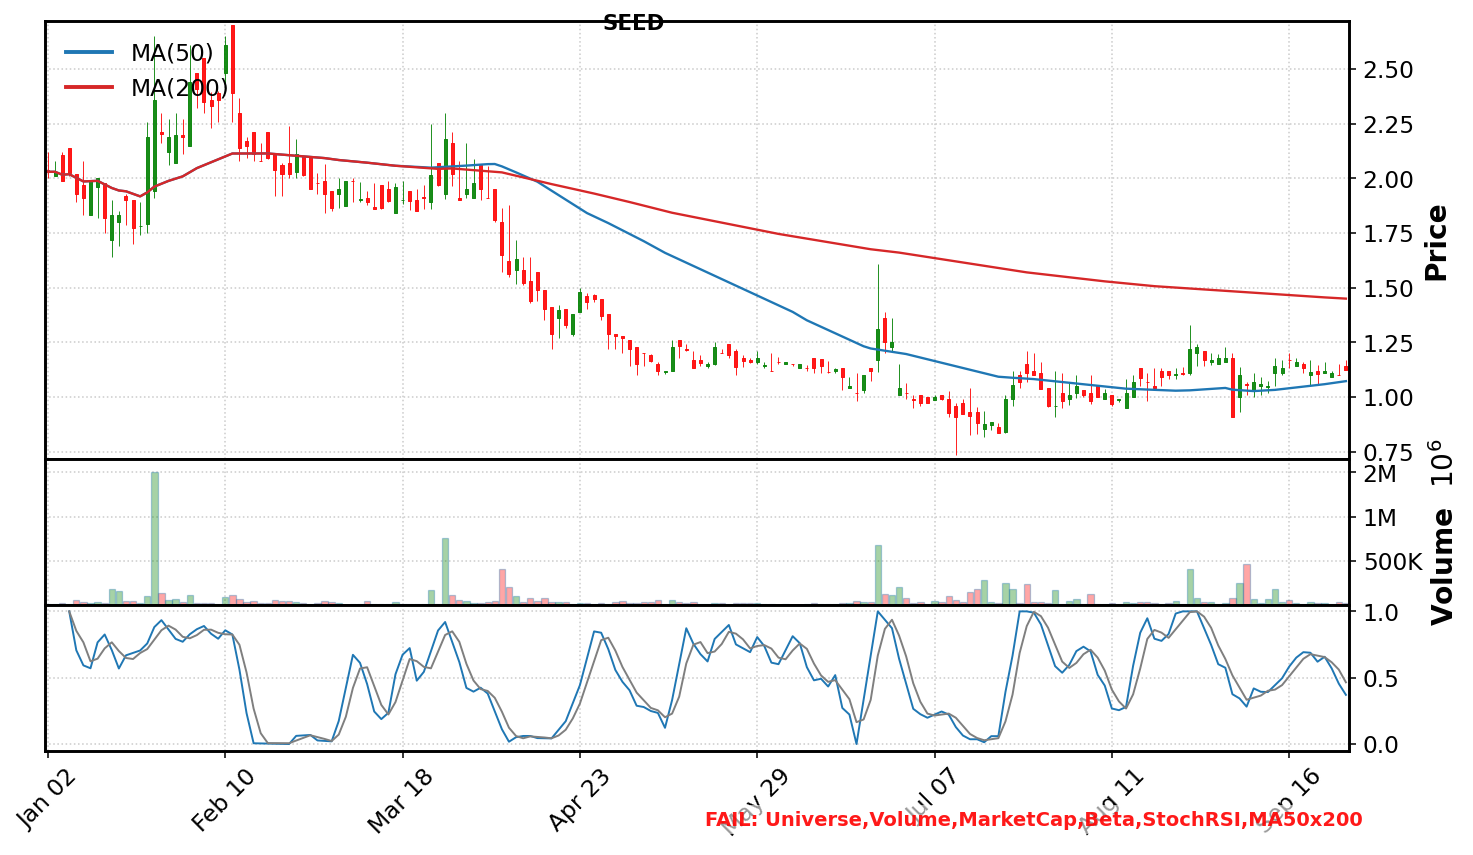 SEED
MA(50)
MA(200)
2.50
2.25
2.00
1.75
1.50
1.25
1.00
0.75
Price
2M
1M
500K
Volume 10⁶
1.0
0.5
0.0
Jan 02
Feb 10
Mar 18
Apr 23
May 29
Jul 07
Aug 11
Sep 16
FAIL: Universe,Volume,MarketCap,Beta,StochRSI,MA50x200